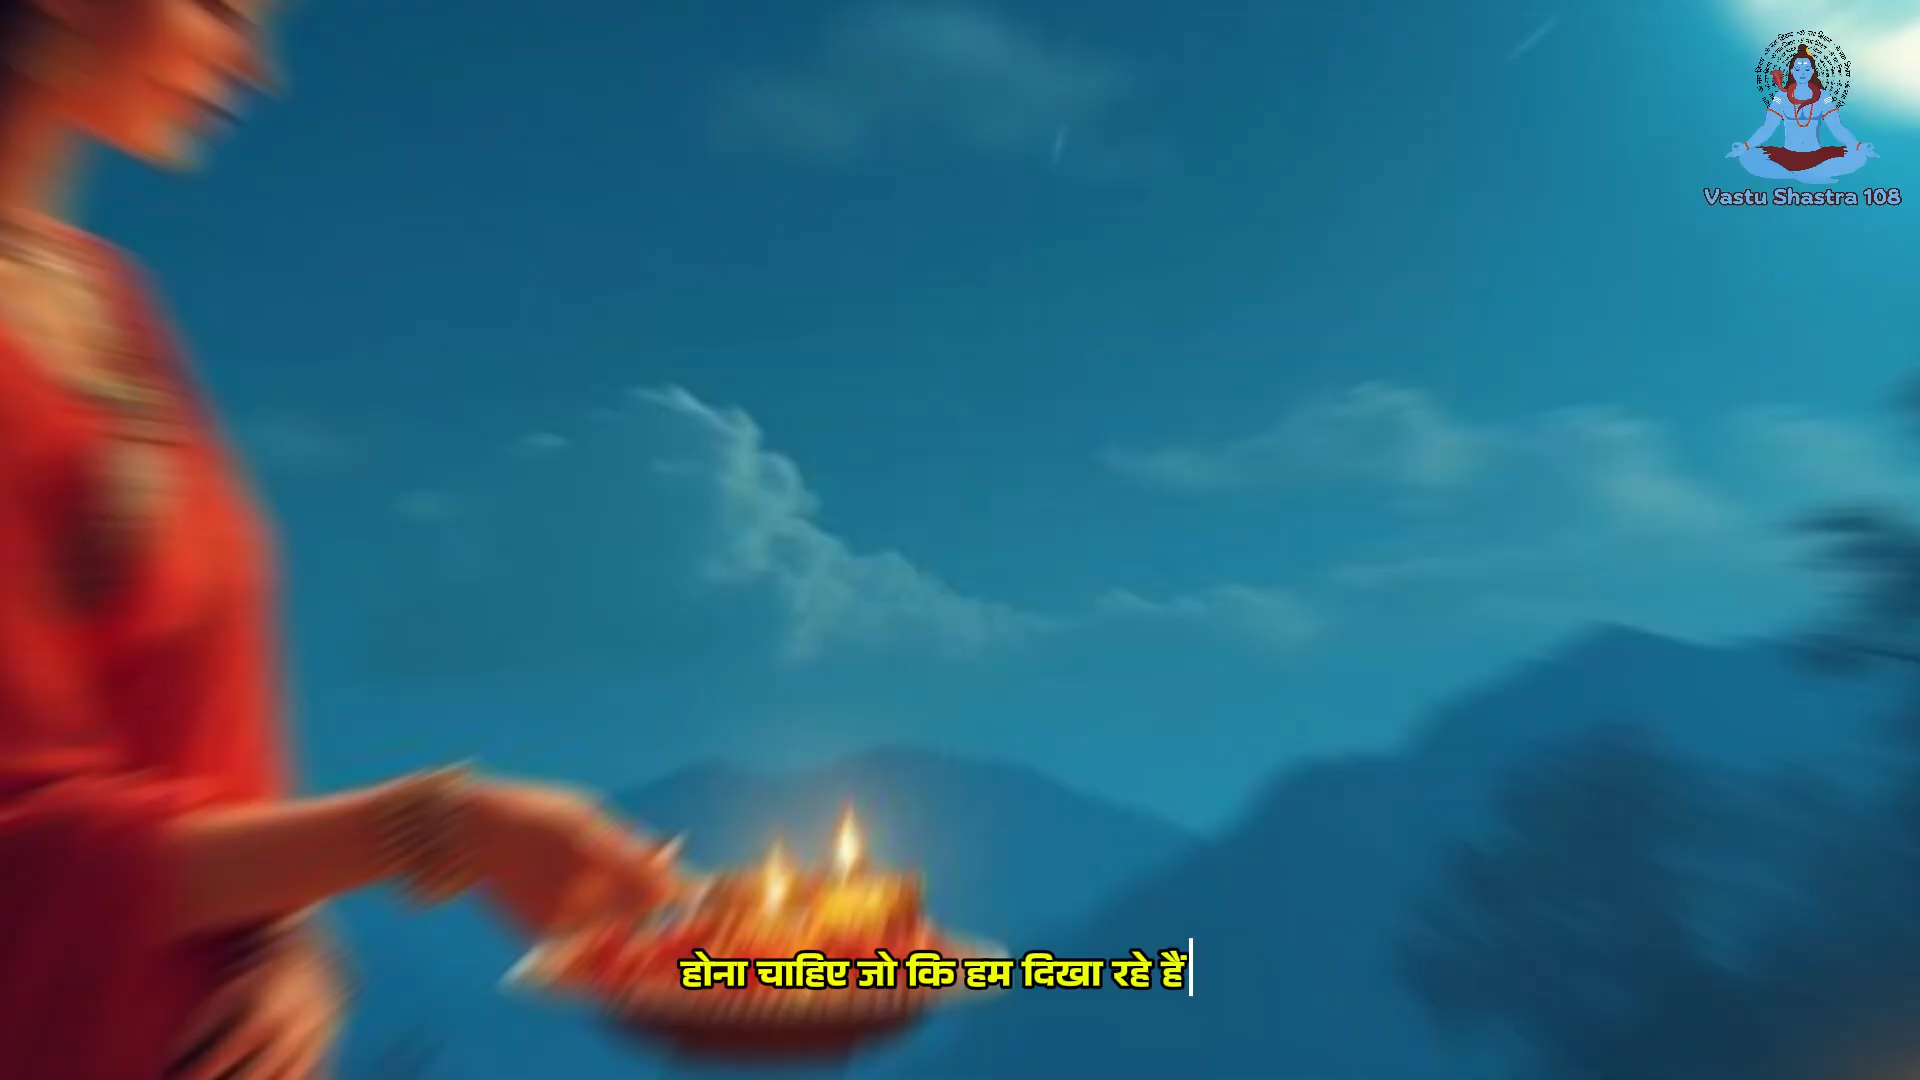 Vastu Shastra 108
होना चाहिए जो कि हम दिखा रहे हैं